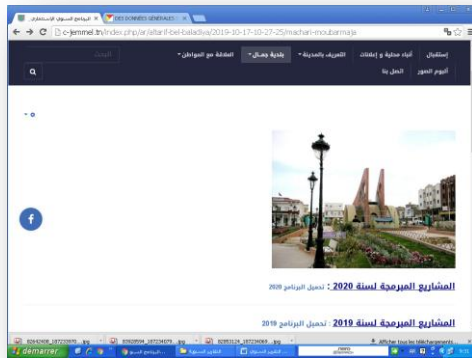 البرنامج السنوي الإستثماري
DES DONNÉES GÉNÉRALES
c-jemmel.tn/index.php/ar/altarif-bel-baladiya/2019-10-17-10-27-25/machari-moubarmaja
إستقبال أنباء محلية و إعلانات التعريف بالمدينة بلدية جمال العلاقة مع المواطن البحث...
ألبوم الصور اتصل بنا
f
المشاريع المبرمجة لسنة 2020 : تحميل البرنامج 2020
المشاريع المبرمجة لسنة 2019 : تحميل البرنامج 2019
Afficher tous les téléchargements...
démarrer